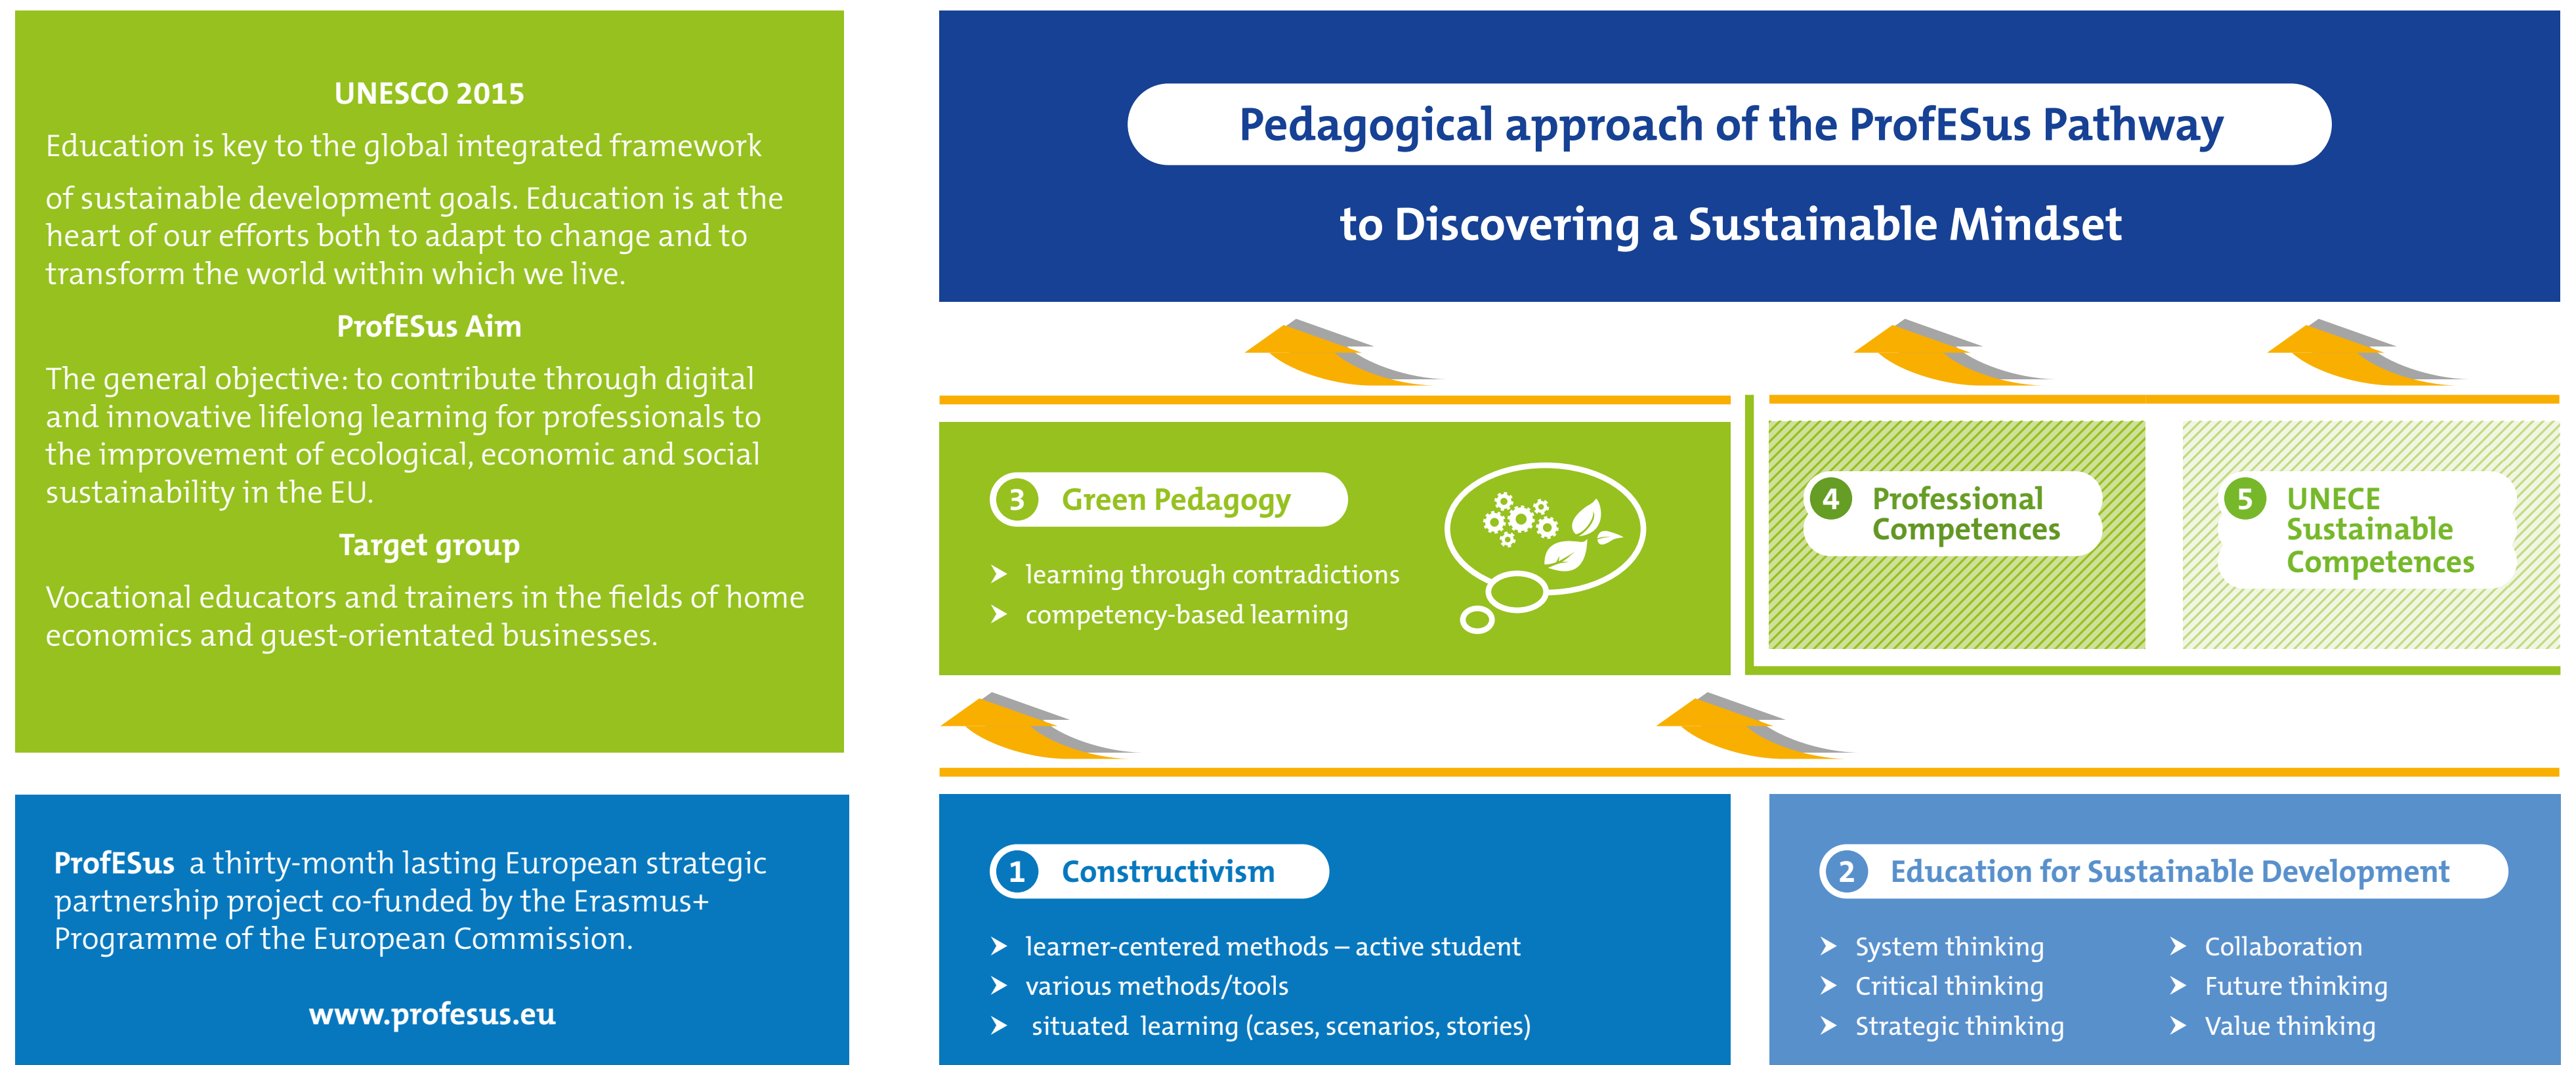 UNESCO 2015
Education is key to the global integrated framework
of sustainable development goals. Education is at the
heart of our efforts both to adapt to change and to
transform the world within which we live.
ProfESus Aim
The general objective: to contribute through digital
and innovative lifelong learning for professionals to
the improvement of ecological, economic and social
sustainability in the EU.
Target group
Vocational educators and trainers in the fields of home
economics and guest-orientated businesses.
ProfESus a thirty-month lasting European strategic
partnership project co-funded by the Erasmus+
Programme of the European Commission.
www.profesus.eu
Pedagogical approach of the ProfESus Pathway
to Discovering a Sustainable Mindset
3 Green Pedagogy
➤ learning through contradictions
➤ competency-based learning
4 Professional
Competences
5 UNECE
Sustainable
Competences
1 Constructivism
➤ learner-centered methods – active student
➤ various methods/tools
➤ situated learning (cases, scenarios, stories)
2 Education for Sustainable Development
➤ System thinking
➤ Critical thinking
➤ Strategic thinking
➤ Collaboration
➤ Future thinking
➤ Value thinking